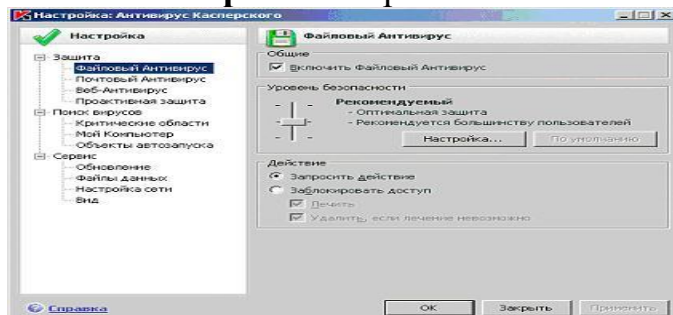 Настройка: Антивирус Касперского
Настройка
Защита
Файловый Антивирус
Почтовый Антивирус
Веб-Антивирус
Проактивная защита
Поиск вирусов
Критические области
Мой Компьютер
Объекты автозапуска
Сервис
Обновление
Файлы данных
Настройка сети
Вид
Файловый Антивирус
Общие
Включить Файловый Антивирус
Уровень безопасности
Рекомендуемый
- Оптимальная защита
- Рекомендуется большинству пользователей
Настройка... По умолчанию
Действие
Запросить действие
Заблокировать доступ
Лечить
Удалить, если лечение невозможно
Справка OK Закрыть Применить